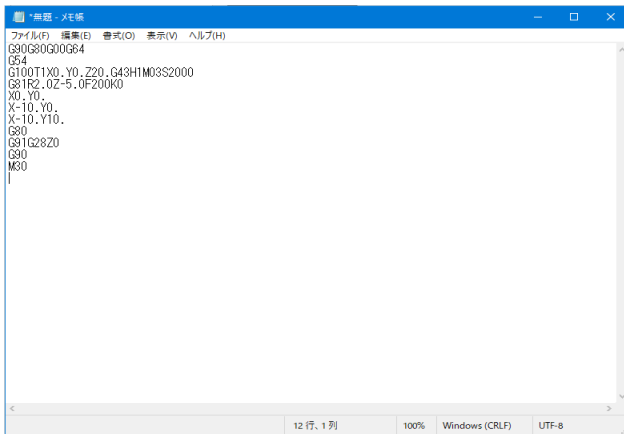 *無題 - メモ帳
ファイル(F) 編集(E) 書式(O) 表示(V) ヘルプ(H)
G90G80G00G64
G54
G100T1X0.Y0.Z20.G43H1M03S2000
G81R2.0Z-5.0F200K0
X0.Y0.
X-10.Y0.
X-10.Y10.
G80
G91G28Z0
G90
M30
12 行、1 列 100% Windows (CRLF) UTF-8